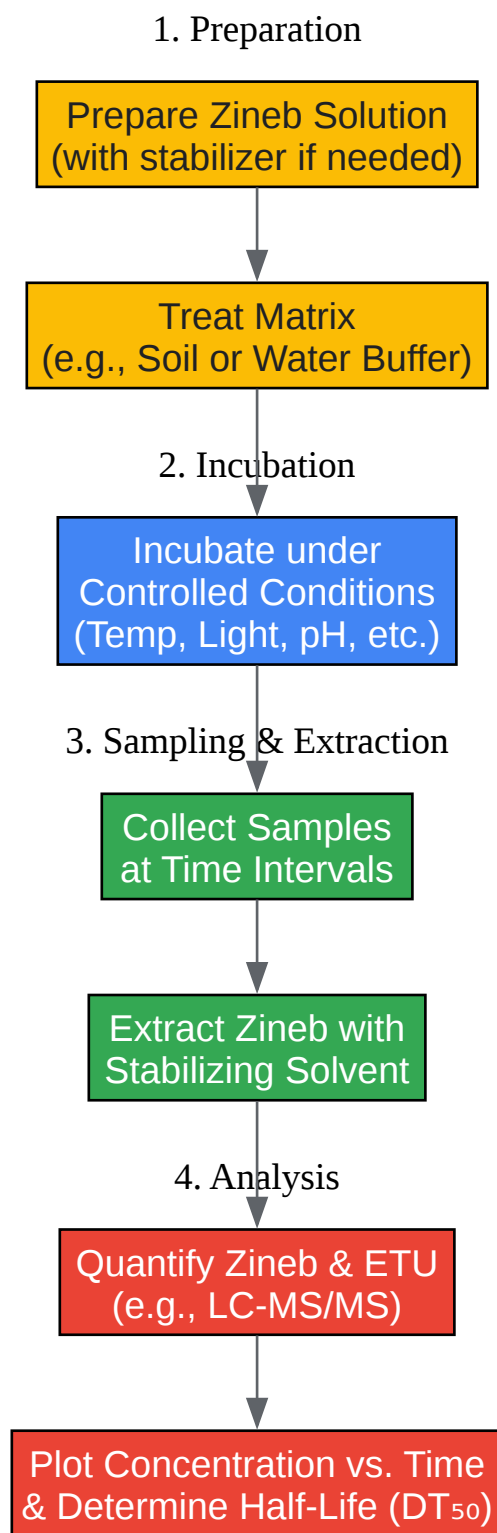 1. Preparation
Prepare Zineb Solution
(with stabilizer if needed)
Treat Matrix
(e.g., Soil or Water Buffer)
2. Incubation
Incubate under
Controlled Conditions
(Temp, Light, pH, etc.)
3. Sampling & Extraction
Collect Samples
at Time Intervals
Extract Zineb with
Stabilizing Solvent
4. Analysis
Quantify Zineb & ETU
(e.g., LC-MS/MS)
Plot Concentration vs. Time
& Determine Half-Life (DT₅₀)